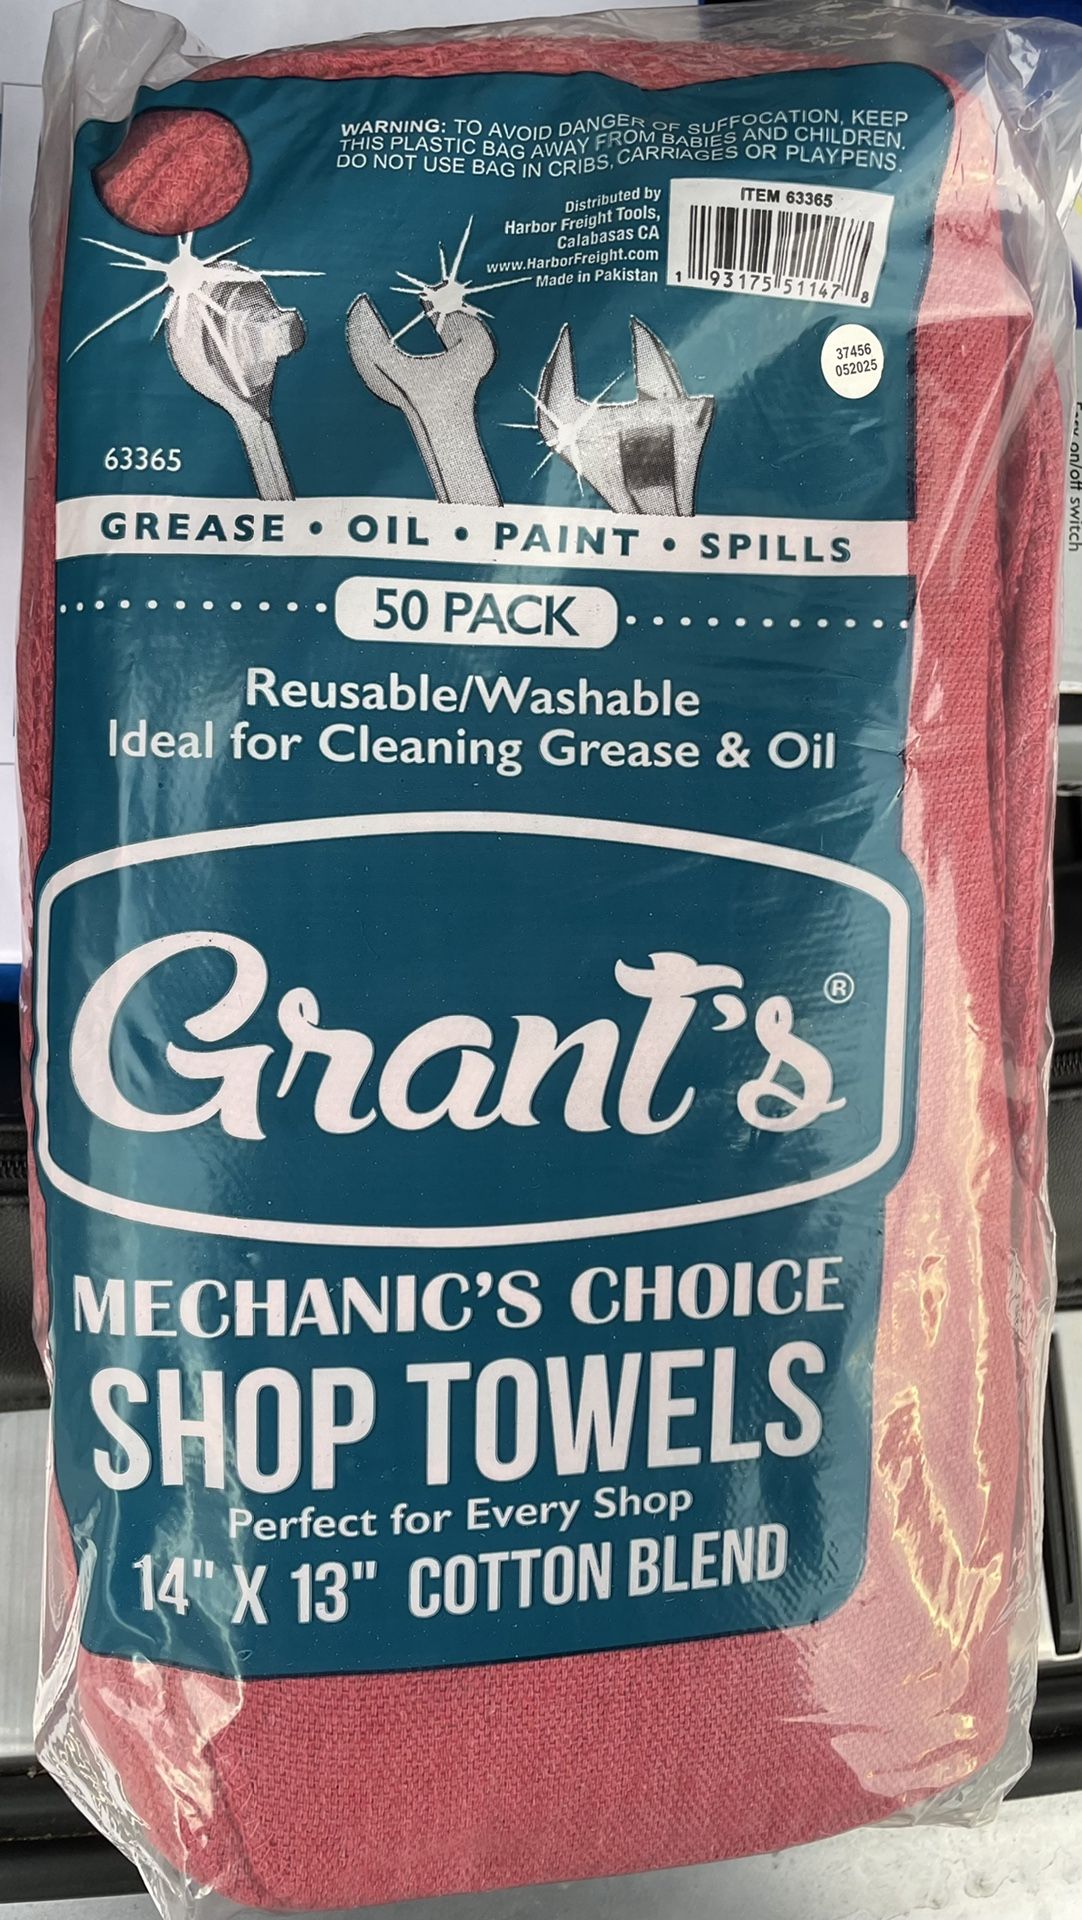 WARNING: TO AVOID DANGER OF SUFFOCATION, KEEP
THIS PLASTIC BAG AWAY FROM BABIES AND CHILDREN.
DO NOT USE BAG IN CRIBS, CARRIAGES OR PLAYPENS.
Distributed by
Harbor Freight Tools,
Calabasas CA
www.HarborFreight.com
Made in Pakistan
ITEM 63365
1 93175 51147 8
37456
052025
63365
GREASE • OIL • PAINT • SPILLS
50 PACK
Reusable/Washable
Ideal for Cleaning Grease & Oil
Grant's®
MECHANIC'S CHOICE
SHOP TOWELS
Perfect for Every Shop
14" X 13" COTTON BLEND
on/off switch